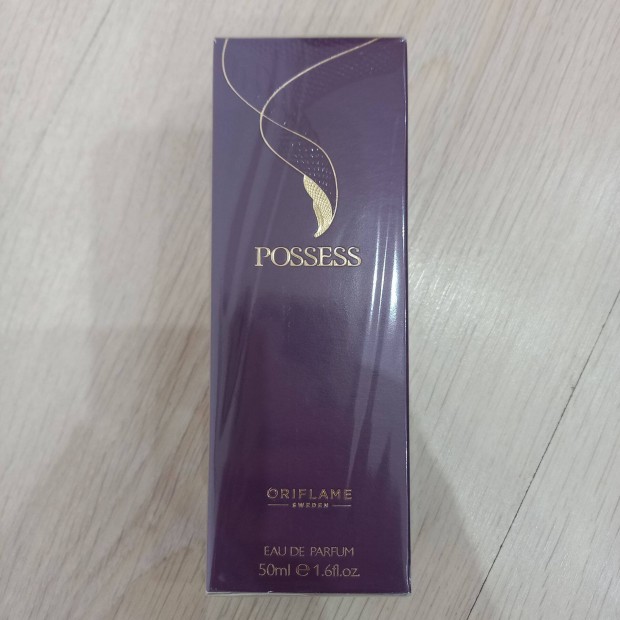 POSSESS
ORIFLAME
SWEDEN
EAU DE PARFUM
50ml ℮ 1.6fl.oz.